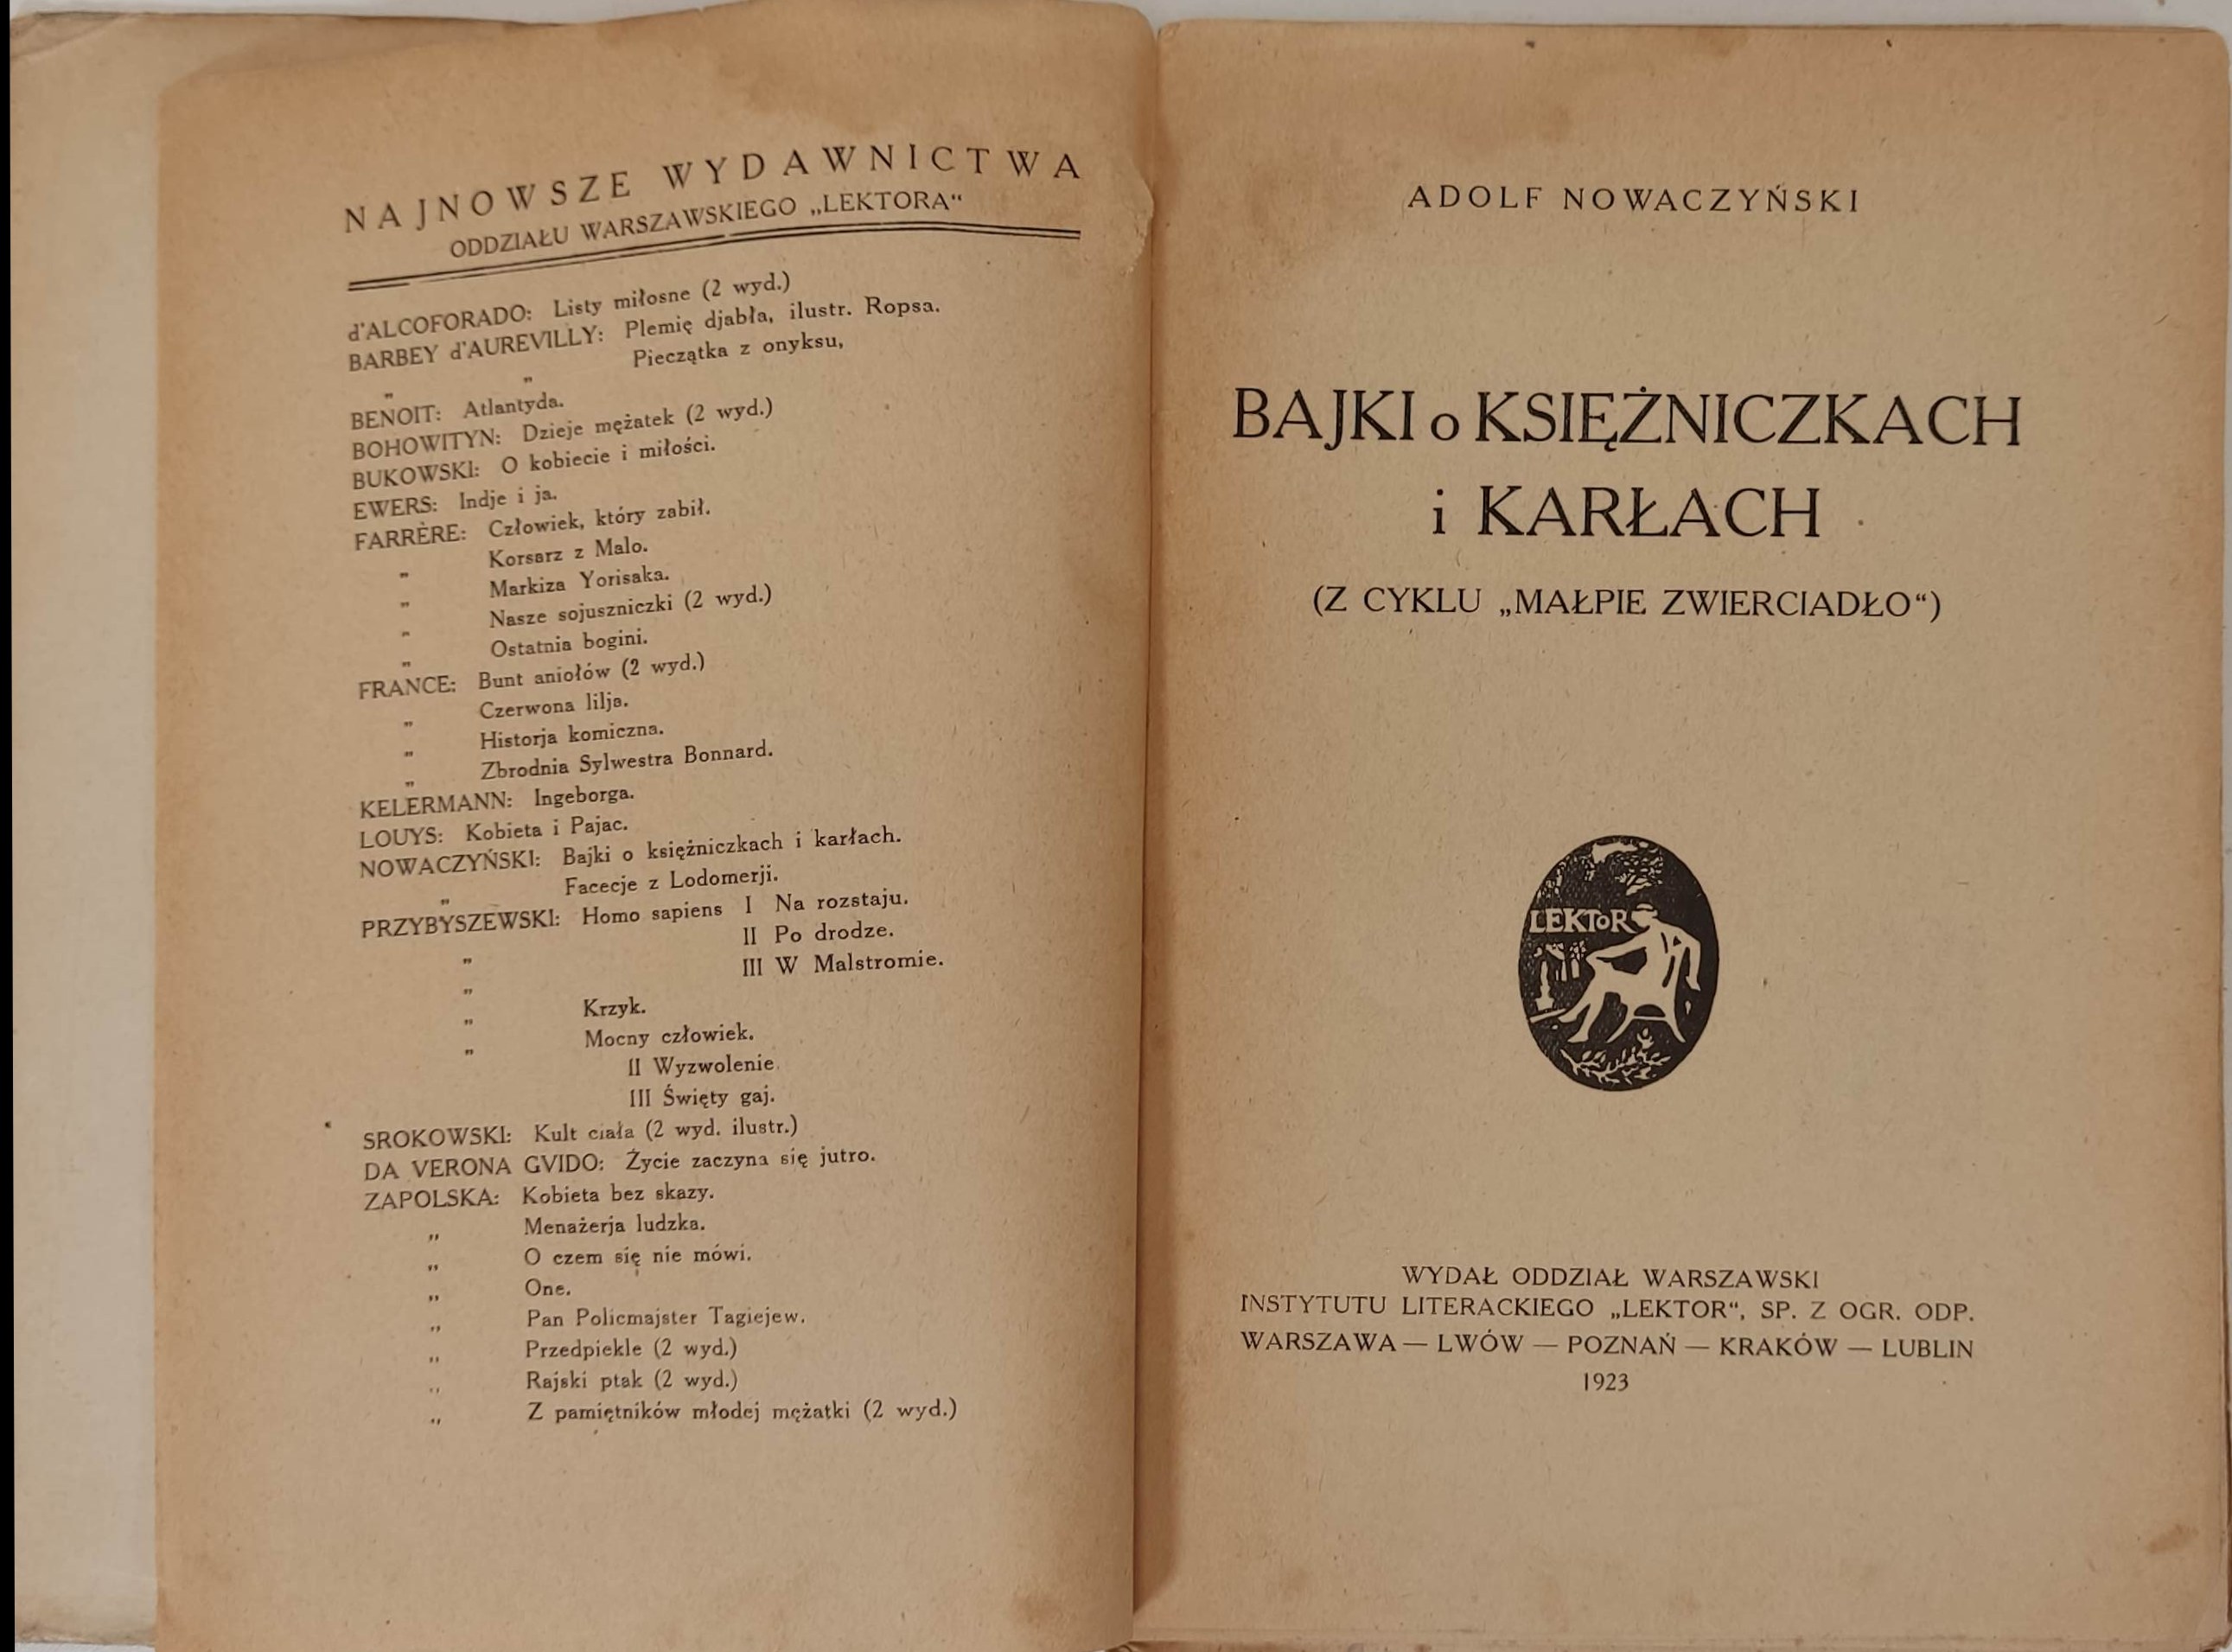 NAJNOWSZE WYDAWNICTWA
ODDZIAŁU WARSZAWSKIEGO „LEKTORA“
d'ALCOFORADO: Listy miłosne (2 wyd.)
BARBEY d'AUREVILLY: Plemię djabła, ilustr. Ropsa.
„ „ Pieczątka z onyksu,
BENOIT: Atlantyda.
BOHOWITYN: Dzieje mężatek (2 wyd.)
BUKOWSKI: O kobiecie i miłości.
EWERS: Indje i ja.
FARRÈRE: Człowiek, który zabił.
„ Korsarz z Malo.
„ Markiza Yorisaka.
„ Nasze sojuszniczki (2 wyd.)
„ Ostatnia bogini.
FRANCE: Bunt aniołów (2 wyd.)
„ Czerwona lilja.
„ Historja komiczna.
„ Zbrodnia Sylwestra Bonnard.
KELERMANN: Ingeborga.
LOUYS: Kobieta i Pajac.
NOWACZYŃSKI: Bajki o księżniczkach i karłach.
„ Facecje z Lodomerji.
PRZYBYSZEWSKI: Homo sapiens I Na rozstaju.
„ II Po drodze.
„ III W Malstromie.
„ Krzyk.
„ Mocny człowiek.
II Wyzwolenie.
III Święty gaj.
SROKOWSKI: Kult ciała (2 wyd. ilustr.)
DA VERONA GVIDO: Życie zaczyna się jutro.
ZAPOLSKA: Kobieta bez skazy.
„ Menażerja ludzka.
„ O czem się nie mówi.
„ One.
„ Pan Policmajster Tagiejew.
„ Przedpiekle (2 wyd.)
„ Rajski ptak (2 wyd.)
„ Z pamiętników młodej mężatki (2 wyd.)
ADOLF NOWACZYŃSKI
BAJKI o KSIĘŻNICZKACH
i KARŁACH
(Z CYKLU „MAŁPIE ZWIERCIADŁO“)
LEKToR
WYDAŁ ODDZIAŁ WARSZAWSKI
INSTYTUTU LITERACKIEGO „LEKTOR“, SP. Z OGR. ODP.
WARSZAWA — LWÓW — POZNAŃ — KRAKÓW — LUBLIN
1923